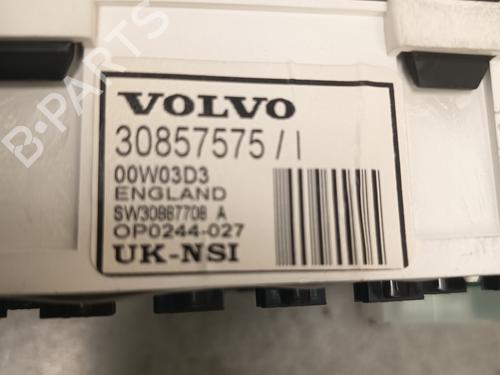 VOLVO
30857575 / I
00W03D3
ENGLAND
SW30887708 A
OP0244-027
UK-NSI
B-PARTS